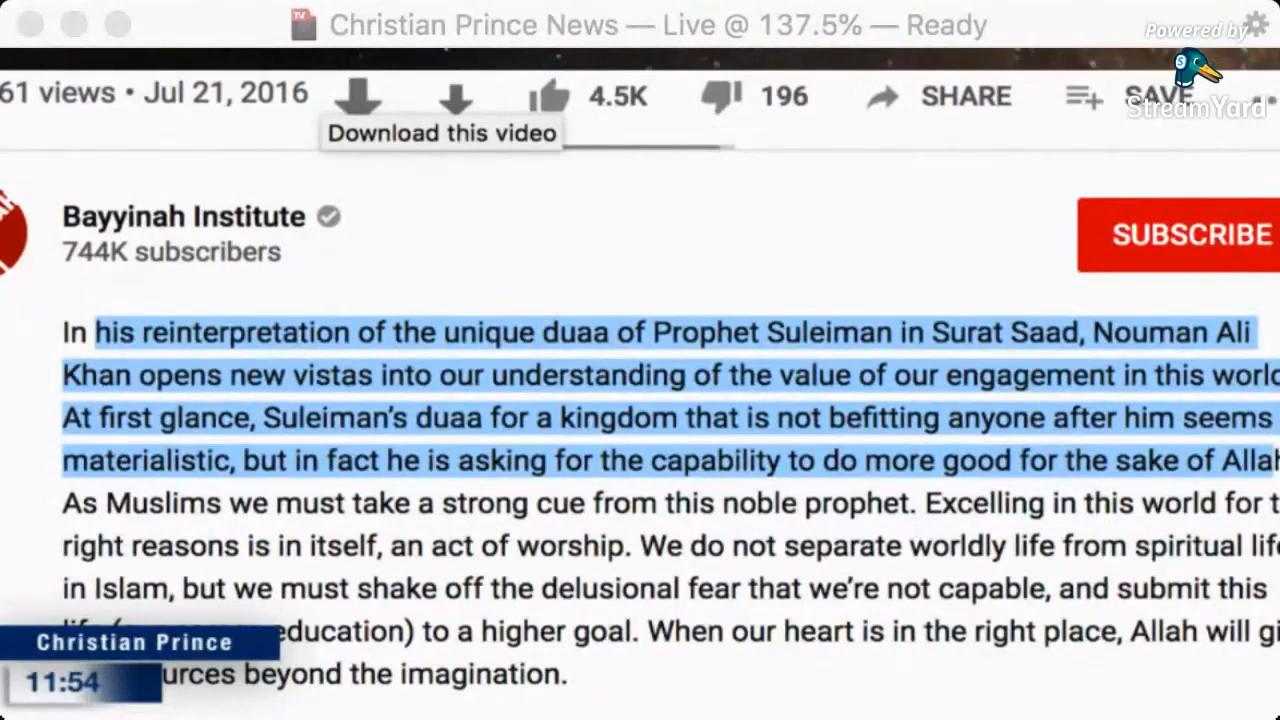 TV Christian Prince News — Live @ 137.5% — Ready
Powered by
StreamYard
61 views • Jul 21, 2016 4.5K 196 SHARE SAVE
Download this video
Bayyinah Institute
744K subscribers
SUBSCRIBE
In his reinterpretation of the unique duaa of Prophet Suleiman in Surat Saad, Nouman Ali
Khan opens new vistas into our understanding of the value of our engagement in this world
At first glance, Suleiman's duaa for a kingdom that is not befitting anyone after him seems
materialistic, but in fact he is asking for the capability to do more good for the sake of Allah
As Muslims we must take a strong cue from this noble prophet. Excelling in this world for t
right reasons is in itself, an act of worship. We do not separate worldly life from spiritual life
in Islam, but we must shake off the delusional fear that we're not capable, and submit this
education) to a higher goal. When our heart is in the right place, Allah will gi
urces beyond the imagination.
Christian Prince
11:54